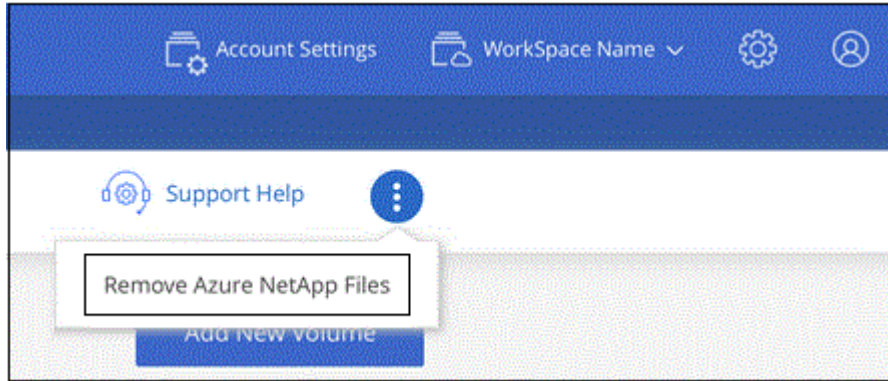 Account Settings
WorkSpace Name
Support Help
Remove Azure NetApp Files
Add New Volume